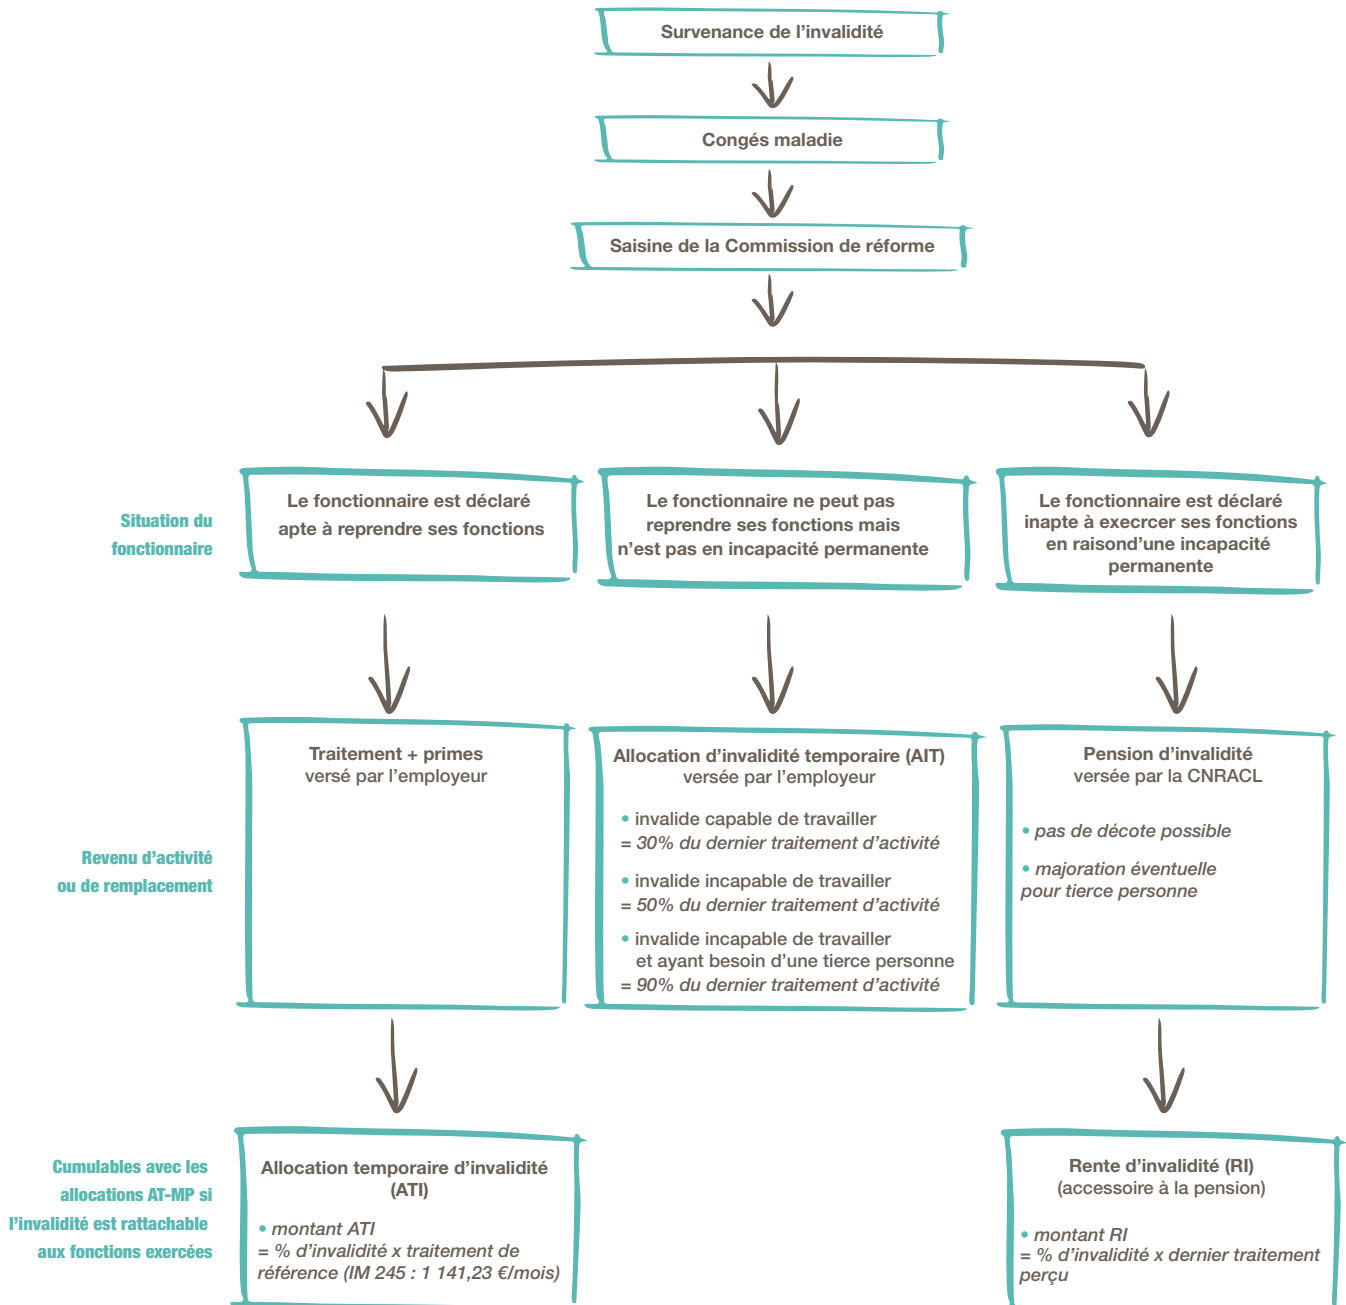 Survenance de l’invalidité
Congés maladie
Saisine de la Commission de réforme
Situation du
fonctionnaire
Le fonctionnaire est déclaré
apte à reprendre ses fonctions
Le fonctionnaire ne peut pas
reprendre ses fonctions mais
n’est pas en incapacité permanente
Le fonctionnaire est déclaré
inapte à execrcer ses fonctions
en raisond’une incapacité
permanente
Revenu d’activité
ou de remplacement
Traitement + primes
versé par l’employeur
Allocation d’invalidité temporaire (AIT)
versée par l’employeur
• invalide capable de travailler
= 30% du dernier traitement d’activité
• invalide incapable de travailler
= 50% du dernier traitement d’activité
• invalide incapable de travailler
et ayant besoin d’une tierce personne
= 90% du dernier traitement d’activité
Pension d’invalidité
versée par la CNRACL
• pas de décote possible
• majoration éventuelle
pour tierce personne
Cumulables avec les
allocations AT-MP si
l’invalidité est rattachable
aux fonctions exercées
Allocation temporaire d’invalidité
(ATI)
• montant ATI
= % d’invalidité x traitement de
référence (IM 245 : 1 141,23 €/mois)
Rente d’invalidité (RI)
(accessoire à la pension)
• montant RI
= % d’invalidité x dernier traitement
perçu